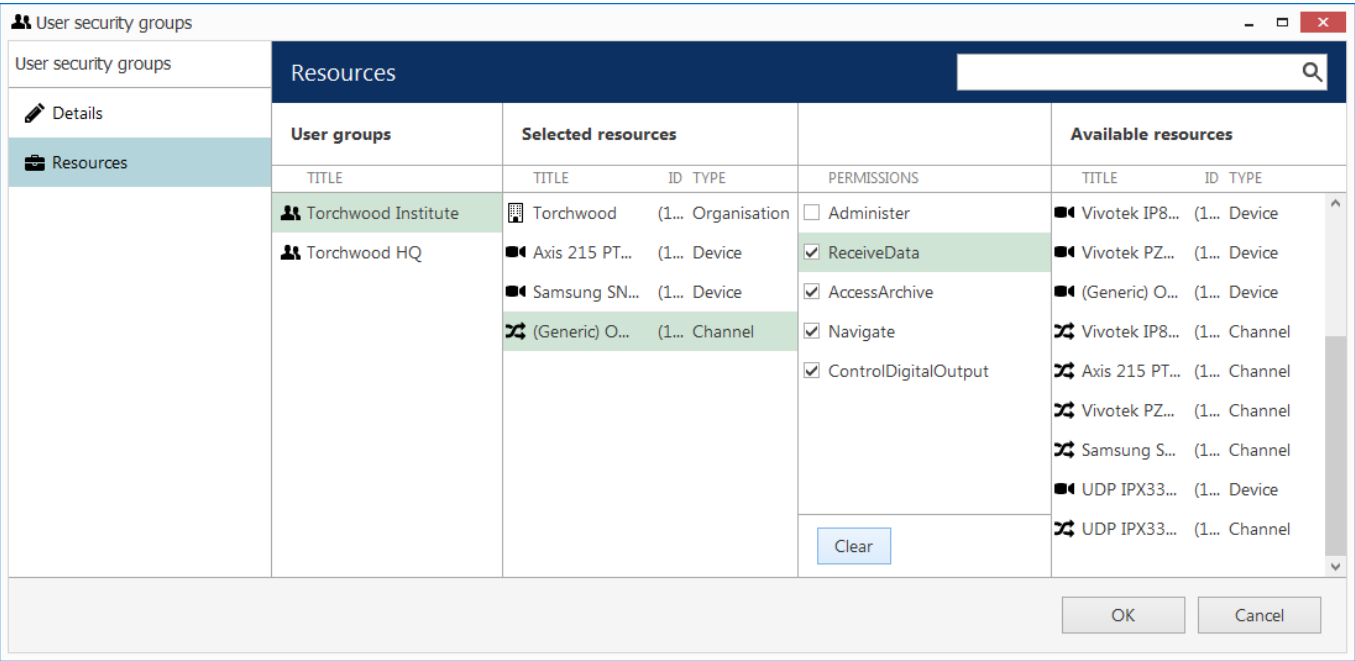 User security groups
User security groups
Resources
Details
Resources
User groups Selected resources Available resources
TITLE TITLE ID TYPE PERMISSIONS TITLE ID TYPE
Torchwood Institute Torchwood (1... Organisation Administer Vivotek IP8... (1... Device
Torchwood HQ Axis 215 PT... (1... Device ReceiveData Vivotek PZ... (1... Device
Samsung SN... (1... Device AccessArchive (Generic) O... (1... Device
(Generic) O... (1... Channel Navigate Vivotek IP8... (1... Channel
ControlDigitalOutput Axis 215 PT... (1... Channel
Vivotek PZ... (1... Channel
Samsung S... (1... Channel
UDP IPX33... (1... Device
UDP IPX33... (1... Channel
Clear
OK Cancel